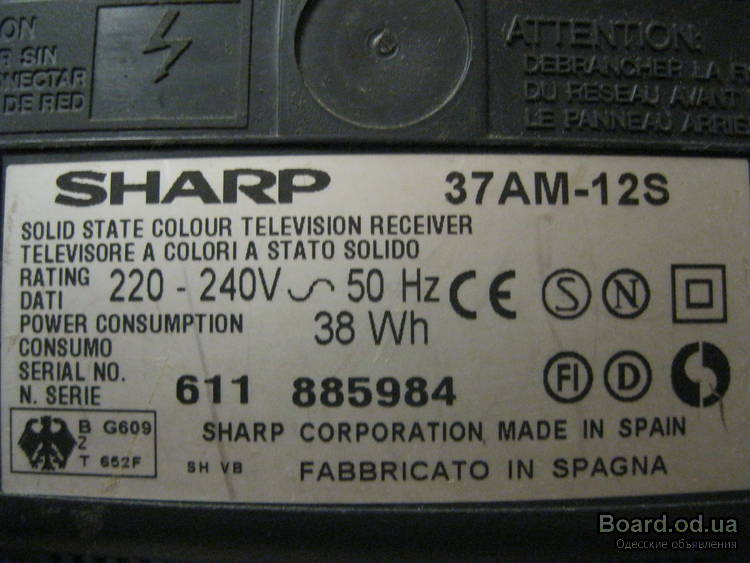 ON
R SIN
ONECTAR
DE RED
ATTENTION:
DEBRANCHER LA
DU RESEAU AVANT
LE PANNEAU ARRIE
SHARP 37AM-12S
SOLID STATE COLOUR TELEVISION RECEIVER
TELEVISORE A COLORI A STATO SOLIDO
RATING
DATI
220 - 240V 50 Hz CE S N
POWER CONSUMPTION
CONSUMO
38 Wh
SERIAL NO.
N. SERIE
611 885984
FI D
B G609
Z
T 652F
SH VB
SHARP CORPORATION MADE IN SPAIN
FABBRICATO IN SPAGNA
Board.od.ua
Одесские объявления